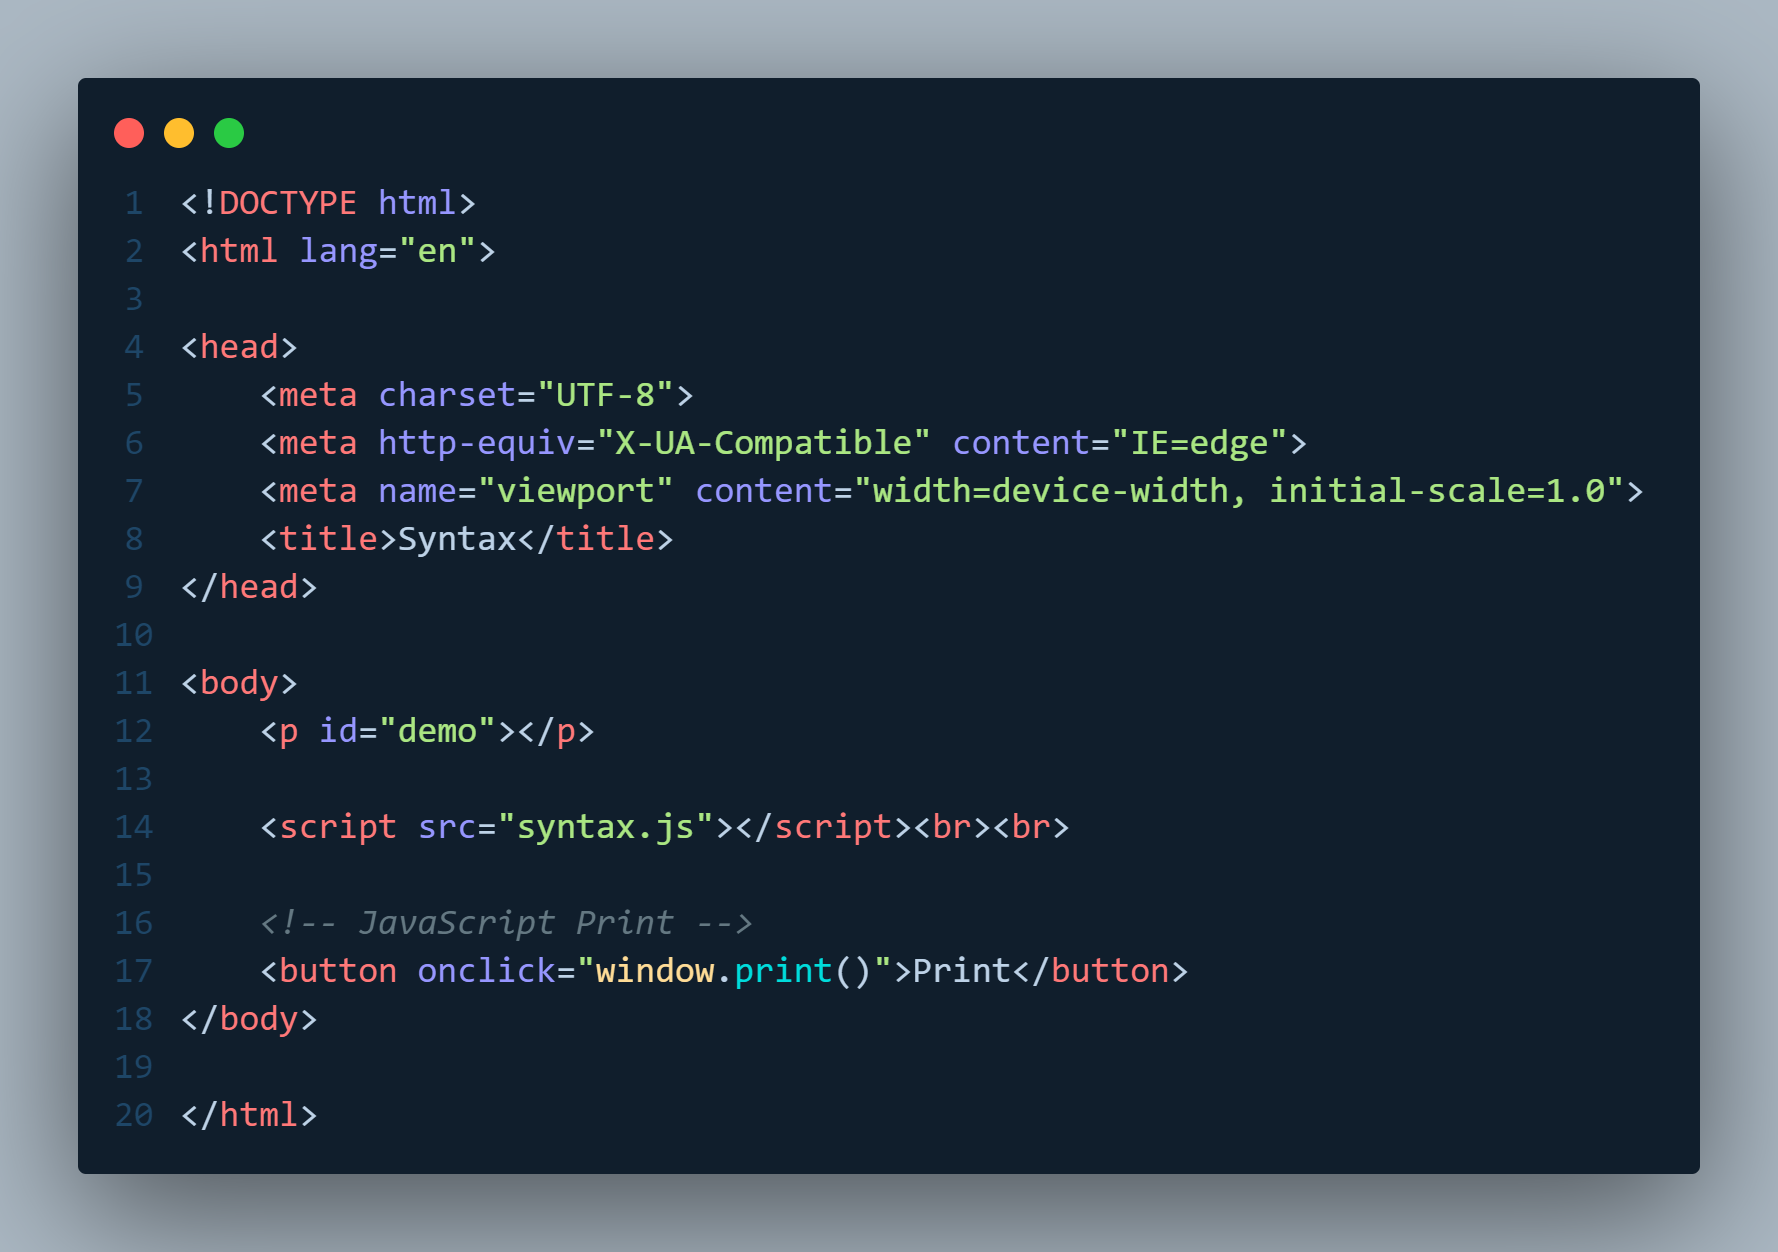 1 <!DOCTYPE html>
2 <html lang="en">
3
4 <head>
5     <meta charset="UTF-8">
6     <meta http-equiv="X-UA-Compatible" content="IE=edge">
7     <meta name="viewport" content="width=device-width, initial-scale=1.0">
8     <title>Syntax</title>
9 </head>
10
11 <body>
12     <p id="demo"></p>
13
14     <script src="syntax.js"></script><br><br>
15
16     <!-- JavaScript Print -->
17     <button onclick="window.print()">Print</button>
18 </body>
19
20 </html>